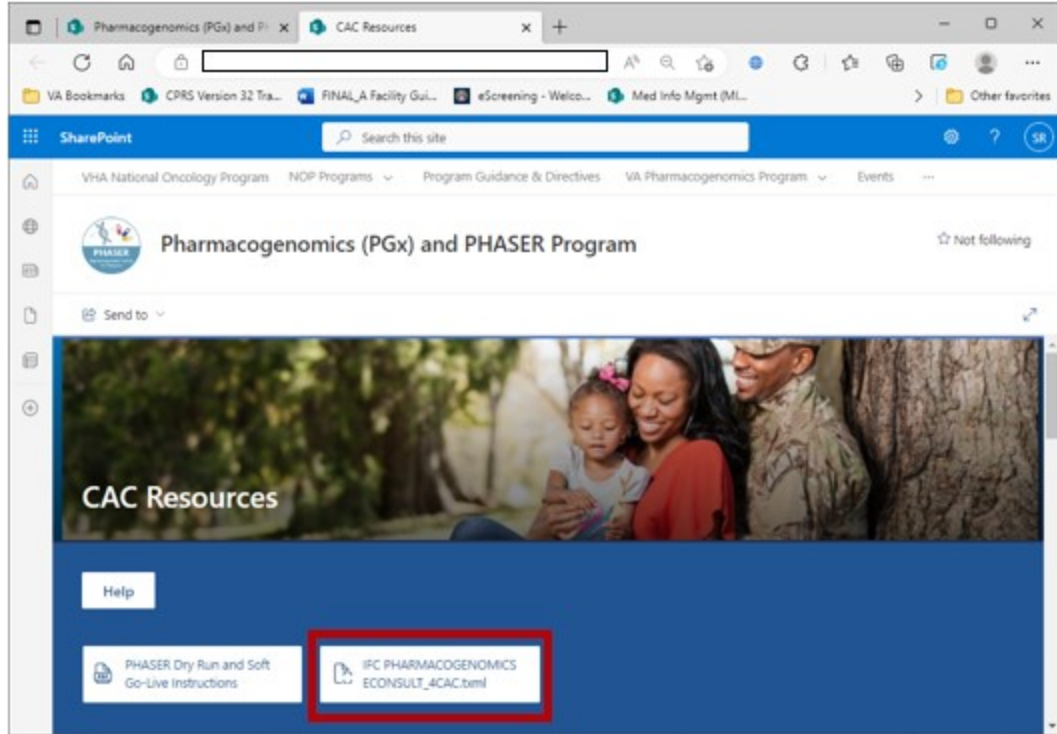 Pharmacogenomics (PGx) and P
CAC Resources
VA Bookmarks
CPRS Version 32 Tra...
FINAL_A Facility Gui...
eScreening - Welco...
Med Info Mgmt (MI...
Other favorites
SharePoint
Search this site
?
SR
VHA National Oncology Program
NOP Programs
Program Guidance & Directives
VA Pharmacogenomics Program
Events
...
PHASER
Pharmacogenomics (PGx) and PHASER Program
Not following
Send to
CAC Resources
Help
PHASER Dry Run and Soft
Go-Live Instructions
IFC PHARMACOGENOMICS
ECONSULT_4CAC.txml